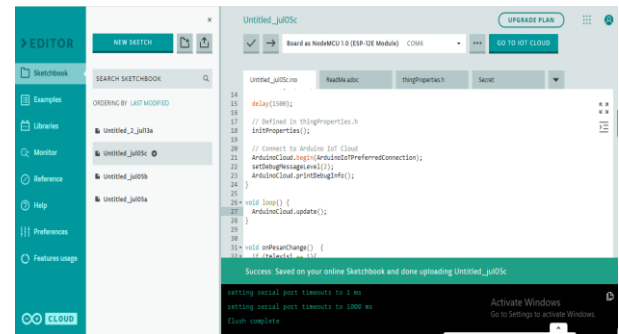 >EDITOR
NEW SKETCH
×
Sketchbook
Examples
Libraries
Monitor
Reference
Help
Preferences
Features usage
CLOUD
SEARCH SKETCHBOOK
ORDERING BY LAST MODIFIED
Untitled_2_jul13a
Untitled_jul05c
Untitled_jul05b
Untitled_jul05a
Untitled_jul05c
UPGRADE PLAN
Board as NodeMCU 1.0 (ESP-12E Module) COM6
GO TO IOT CLOUD
Untitled_jul05c.ino ReadMe.adoc thingProperties.h Secret
14
15 delay(1500);
16
17 // Defined in thingProperties.h
18 initProperties();
19
20 // Connect to Arduino IoT Cloud
21 ArduinoCloud.begin(ArduinoIoTPreferredConnection);
22 setDebugMessageLevel(2);
23 ArduinoCloud.printDebugInfo();
24 }
25
26 void loop() {
27 ArduinoCloud.update();
28 }
29
30
31 void onPesanChange() {
Success: Saved on your online Sketchbook and done uploading Untitled_jul05c
setting serial port timeouts to 1 ms
setting serial port timeouts to 1000 ms
flush complete
Activate Windows
Go to Settings to activate Windows.